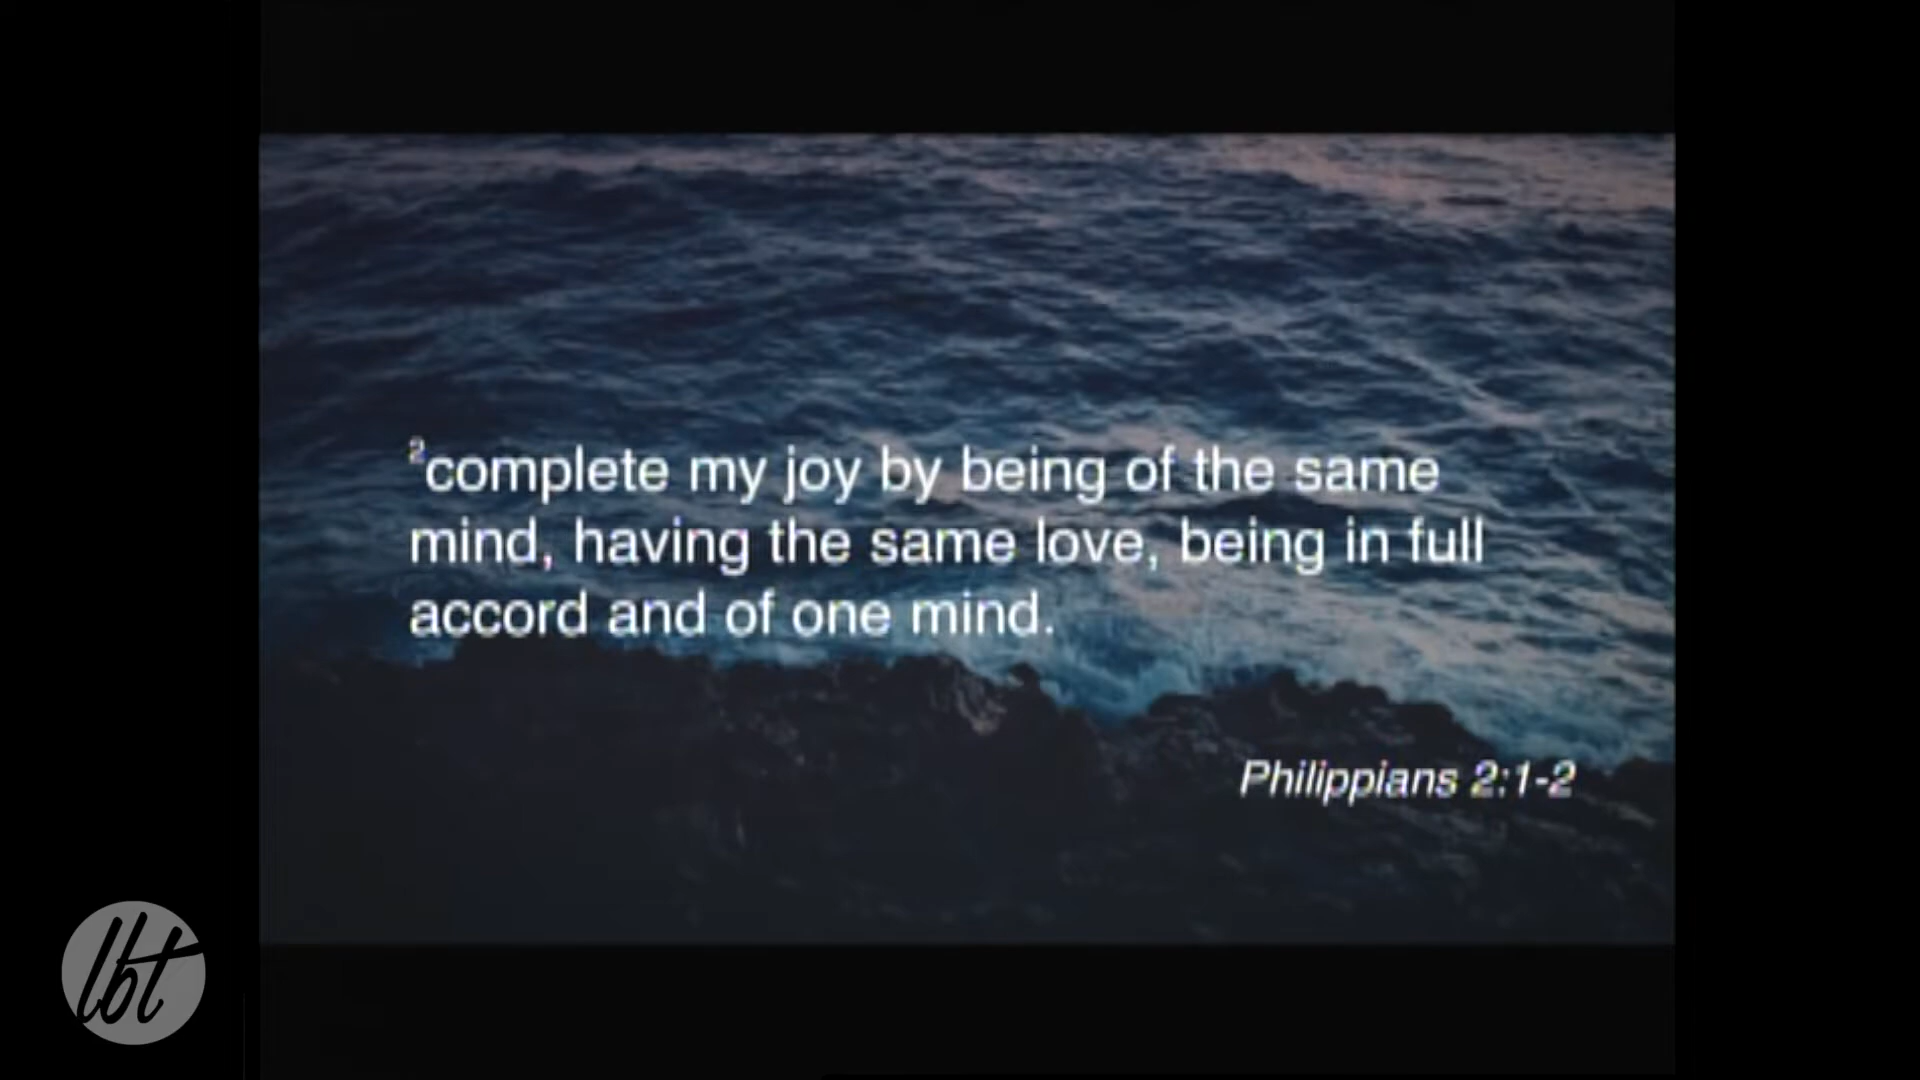 ²complete my joy by being of the same
mind, having the same love, being in full
accord and of one mind.
Philippians 2:1-2
lbt